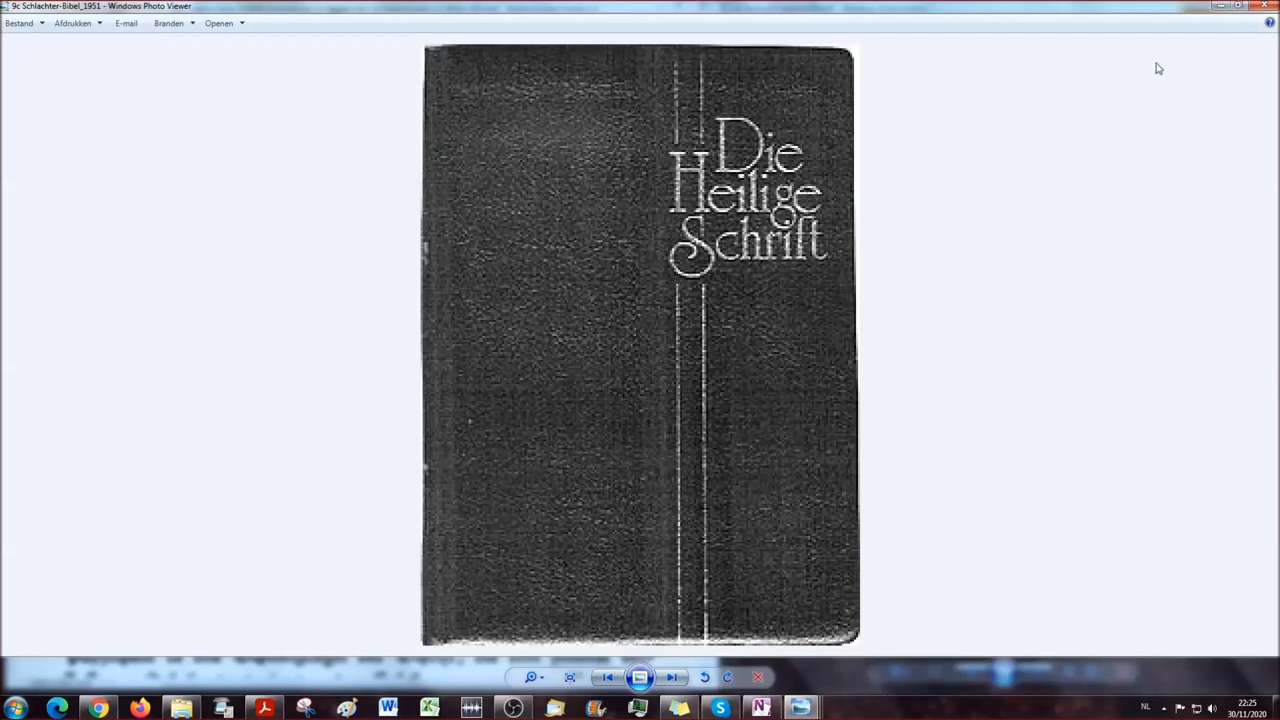 9c Schlachter-Bibel_1951 - Windows Photo Viewer
Bestand Afdrukken E-mail Branden Openen
Die
Heilige
Schrift
NL
22:25
30/11/2020